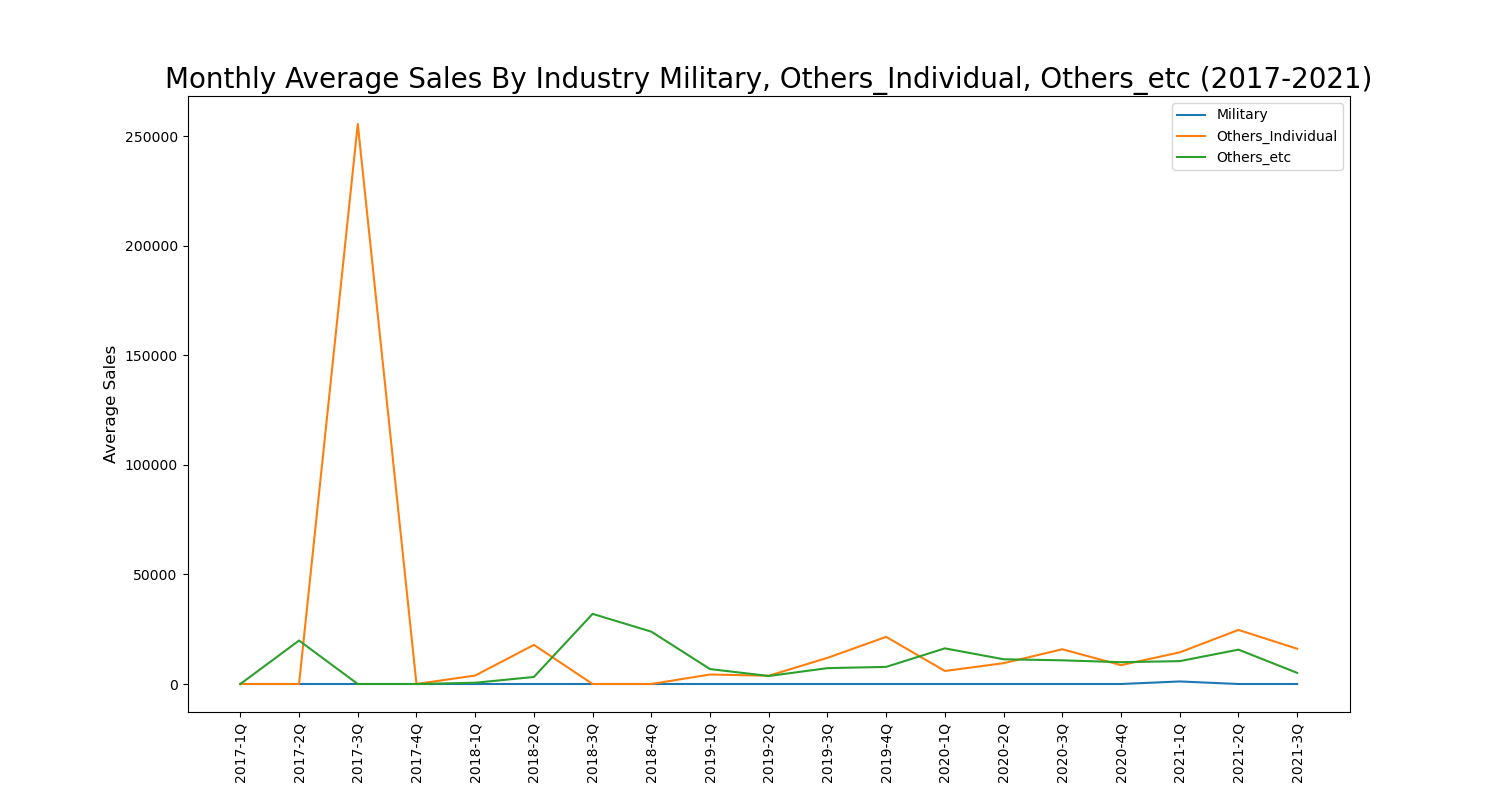 Monthly Average Sales By Industry Military, Others_Individual, Others_etc (2017-2021)
Military
Others_Individual
Others_etc
250000
200000
150000
100000
50000
0
Average Sales
2017-1Q
2017-2Q
2017-3Q
2017-4Q
2018-1Q
2018-2Q
2018-3Q
2018-4Q
2019-1Q
2019-2Q
2019-3Q
2019-4Q
2020-1Q
2020-2Q
2020-3Q
2020-4Q
2021-1Q
2021-2Q
2021-3Q